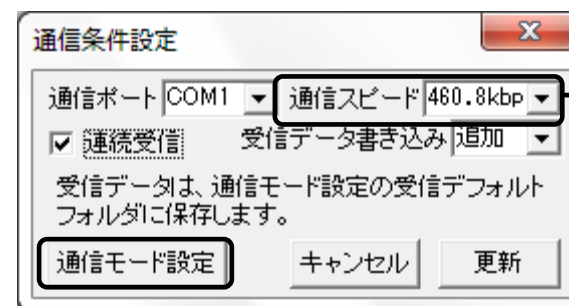 通信条件設定
通信ポート COM1 通信スピード 460.8kbp
連続受信 受信データ書き込み 追加
受信データは、通信モード設定の受信デフォルト
フォルダに保存します。
通信モード設定 キャンセル 更新